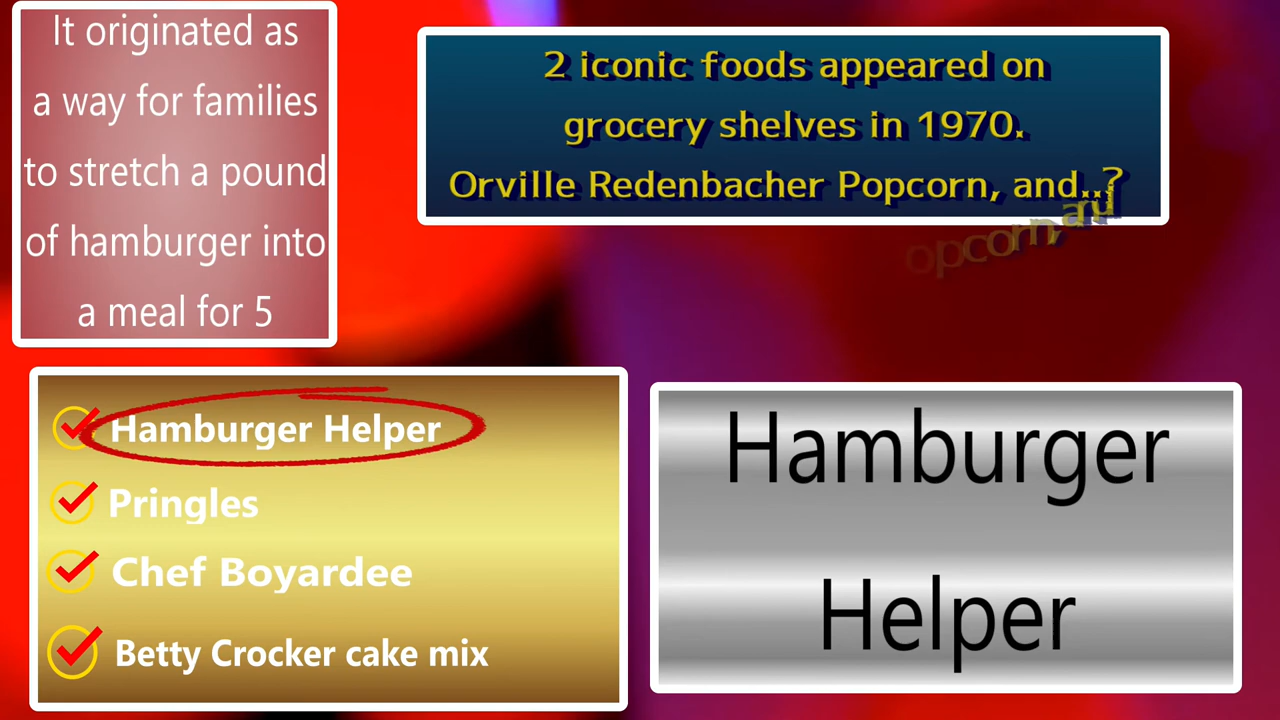 It originated as
a way for families
to stretch a pound
of hamburger into
a meal for 5
2 iconic foods appeared on
grocery shelves in 1970.
Orville Redenbacher Popcorn, and..?
opcorn, and
Hamburger Helper
Pringles
Chef Boyardee
Betty Crocker cake mix
Hamburger
Helper